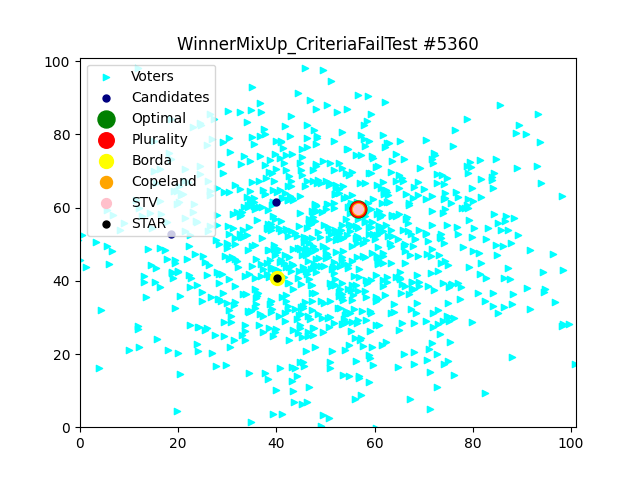 WinnerMixUp_CriteriaFailTest #5360
100
80
60
40
20
0
Voters
Candidates
Optimal
Plurality
Borda
Copeland
STV
STAR
0 20 40 60 80 100